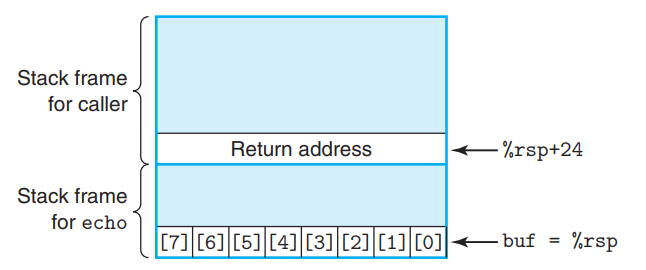 Stack frame
for caller
Return address
%rsp+24
Stack frame
for echo
[7] [6] [5] [4] [3] [2] [1] [0]
buf = %rsp